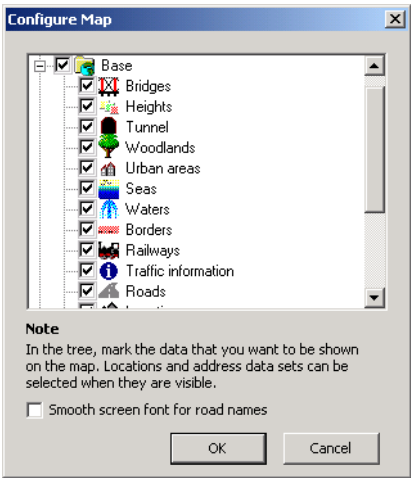 Configure Map
Base
Bridges
Heights
Tunnel
Woodlands
Urban areas
Seas
Waters
Borders
Railways
Traffic information
Roads
Note
In the tree, mark the data that you want to be shown
on the map. Locations and address data sets can be
selected when they are visible.
Smooth screen font for road names
OK
Cancel